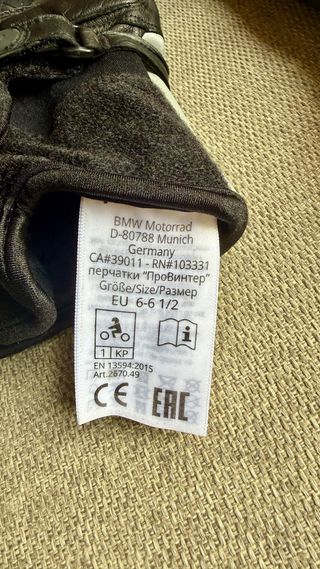 BMW Motorrad
D-80788 Munich
Germany
CA#39011 - RN#103331
перчатки "ПроВинтер"
Größe/Size/Размер
EU 6-6 1/2
1 KP
EN 13594:2015
Art.2670.49
CE EAC